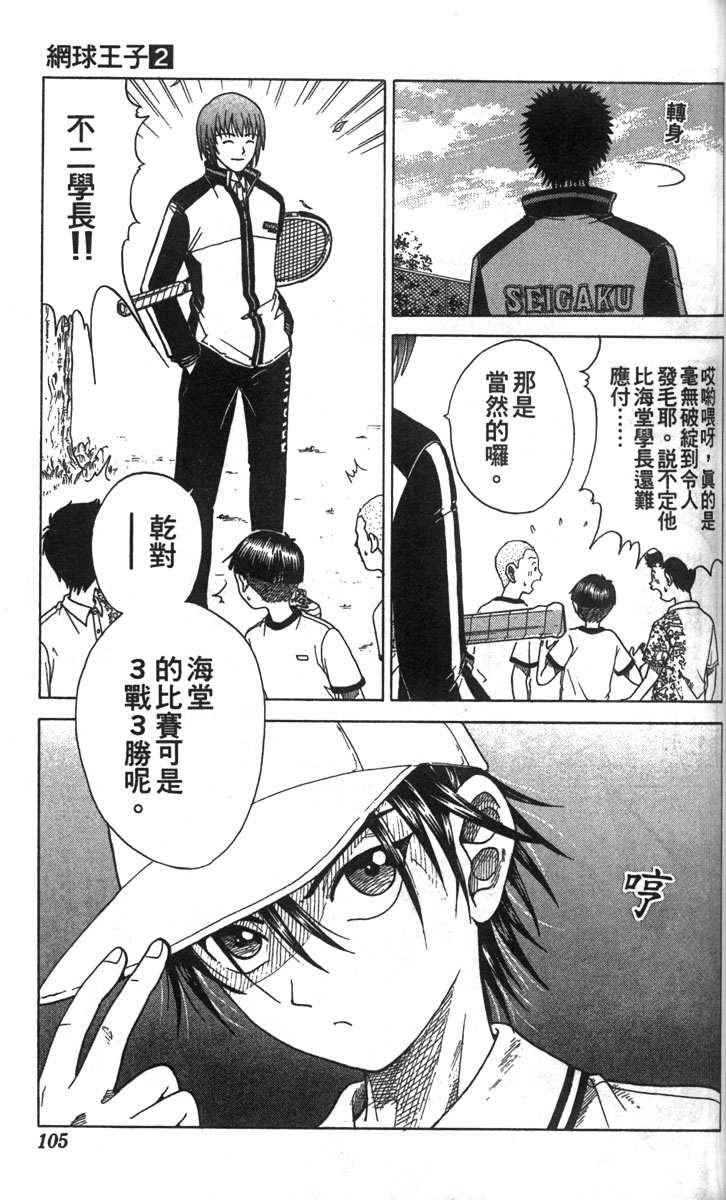 網球王子2
轉身
SEIGAKU
哎喲喂呀，真的是
毫無破綻到令人
發毛耶。説不定他
比海堂學長還難
應付……
那是
當然的囉。
不二學長!!
乾對
——
海堂
的比賽可是
3戰3勝呢。
哼
105